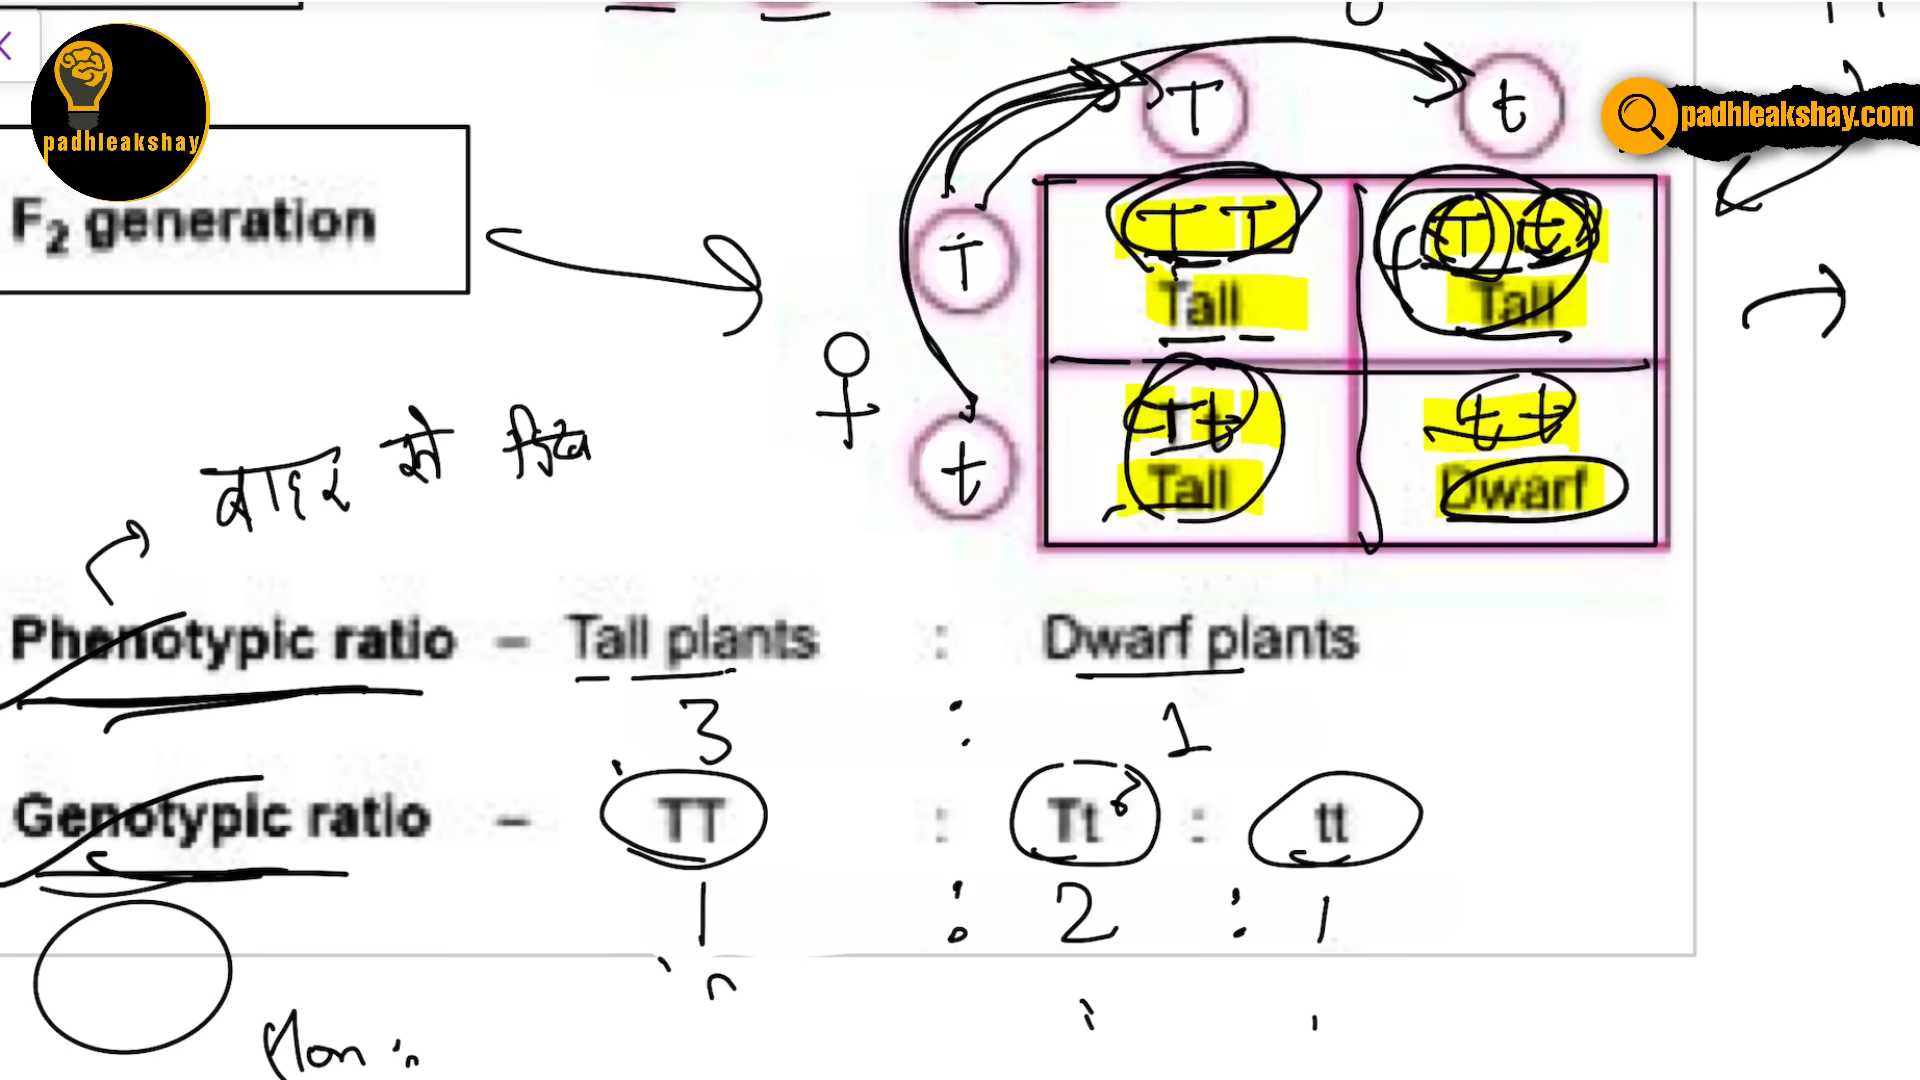 padhleakshay
padhleakshay.com
T t
F₂ generation
T
TT Tt
Tall Tall
t
Tt tt
Tall Dwarf
बाहर से
Phenotypic ratio – Tall plants : Dwarf plants
3 : 1
Genotypic ratio – TT : Tt : tt
1 : 2 : 1